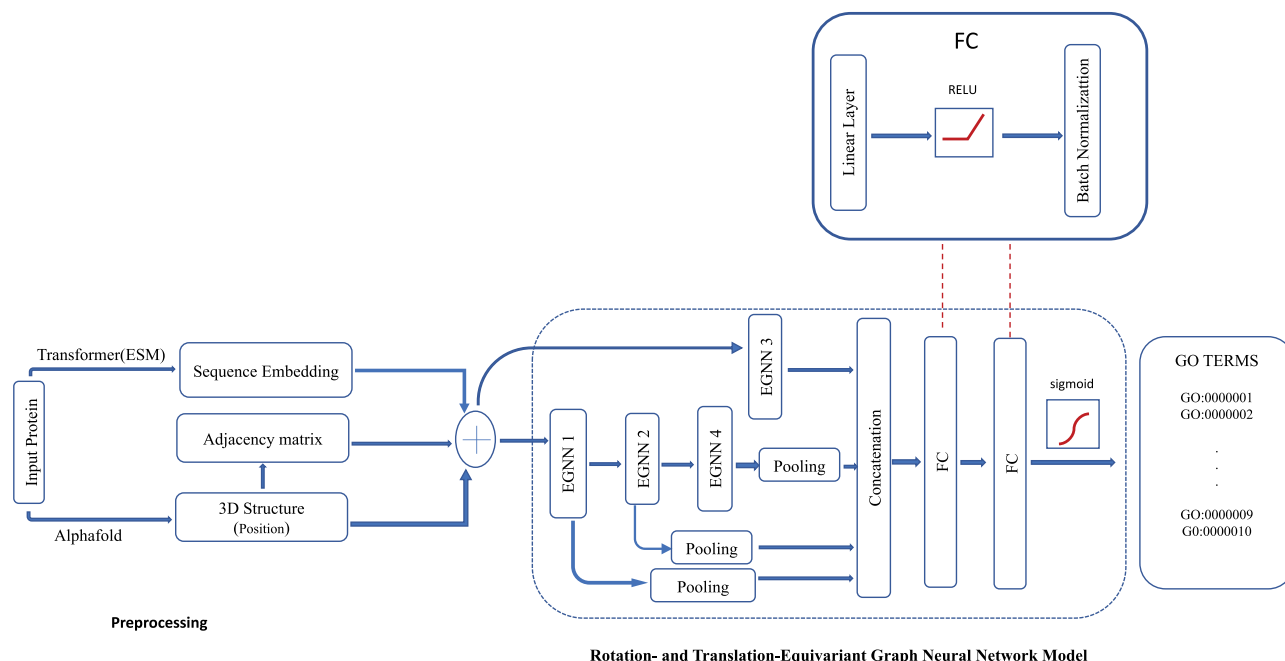 FC
Linear Layer
RELU
Batch Normalizattion
Input Protein
Transformer(ESM)
Sequence Embedding
Adjacency matrix
3D Structure
(Position)
Alphafold
EGNN 1
EGNN 2
EGNN 4
EGNN 3
Pooling
Pooling
Pooling
Concatenation
FC
FC
sigmoid
GO TERMS
GO:0000001
GO:0000002
.
.
.
GO:0000009
G0:0000010
Preprocessing
Rotation- and Translation-Equivariant Graph Neural Network Model